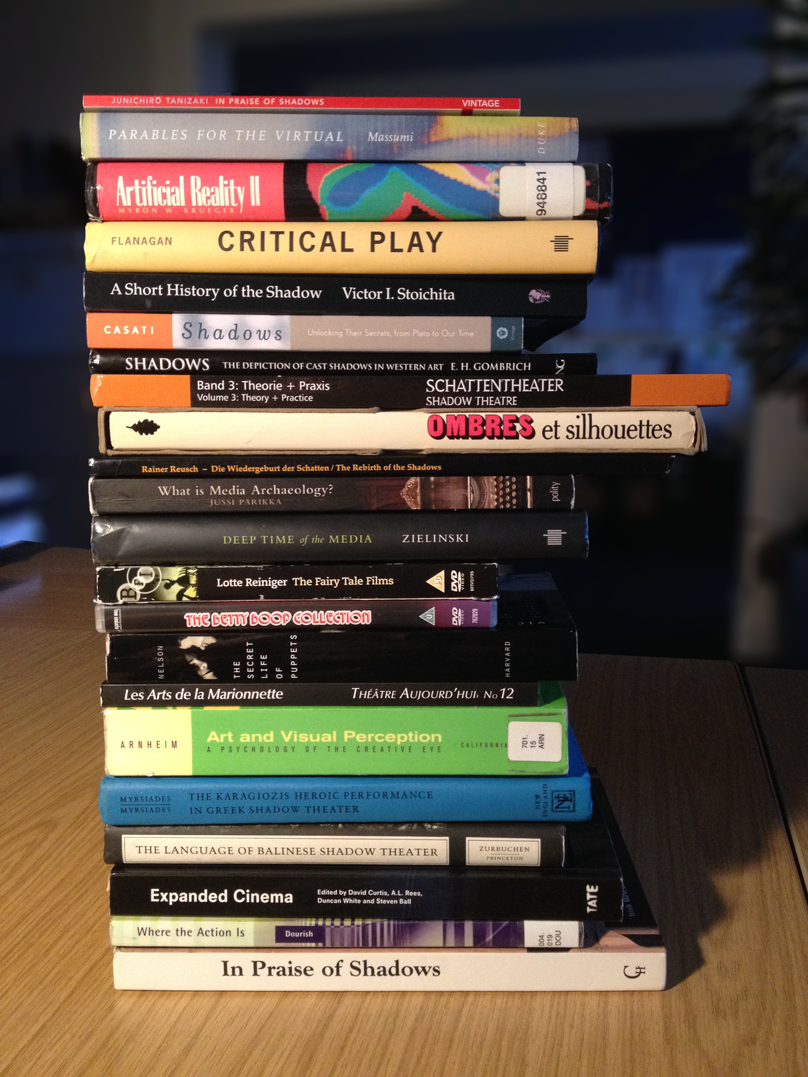 JUNICHIRŌ TANIZAKI IN PRAISE OF SHADOWS VINTAGE
PARABLES FOR THE VIRTUAL Massumi DUKE
Artificial Reality II
MYRON W. KRUEGER
948841
FLANAGAN CRITICAL PLAY
A Short History of the Shadow Victor I. Stoichita
CASATI Shadows Unlocking Their Secrets, from Plato to Our Time Vintage
SHADOWS THE DEPICTION OF CAST SHADOWS IN WESTERN ART E. H. GOMBRICH NG
Band 3: Theorie + Praxis SCHATTENTHEATER
Volume 3: Theory + Practice SHADOW THEATRE
OMBRES et silhouettes
Rainer Reusch – Die Wiedergeburt der Schatten / The Rebirth of the Shadows
What is Media Archaeology?
JUSSI PARIKKA
polity
DEEP TIME of the MEDIA ZIELINSKI
BFI Lotte Reiniger The Fairy Tale Films PG DVD
VIDEO
THE BETTY BOOP COLLECTION U DVD
VIDEO
NELSON
THE
SECRET
LIFE
OF
PUPPETS
HARVARD
Les Arts de la Marionnette THÉÂTRE AUJOURD'HUI No 12
ARNHEIM Art and Visual Perception
A PSYCHOLOGY OF THE CREATIVE EYE CALIFORNIA
701.
15
ARN
MYRSIADES THE KARAGIOZIS HEROIC PERFORMANCE
MYRSIADES IN GREEK SHADOW THEATER
NEW
ENGLAND
NE
THE LANGUAGE OF BALINESE SHADOW THEATER ZURBUCHEN
PRINCETON
Expanded Cinema Edited by David Curtis, A.L. Rees,
Duncan White and Steven Ball
TATE
Where the Action Is Dourish
004.
019
DOU
In Praise of Shadows